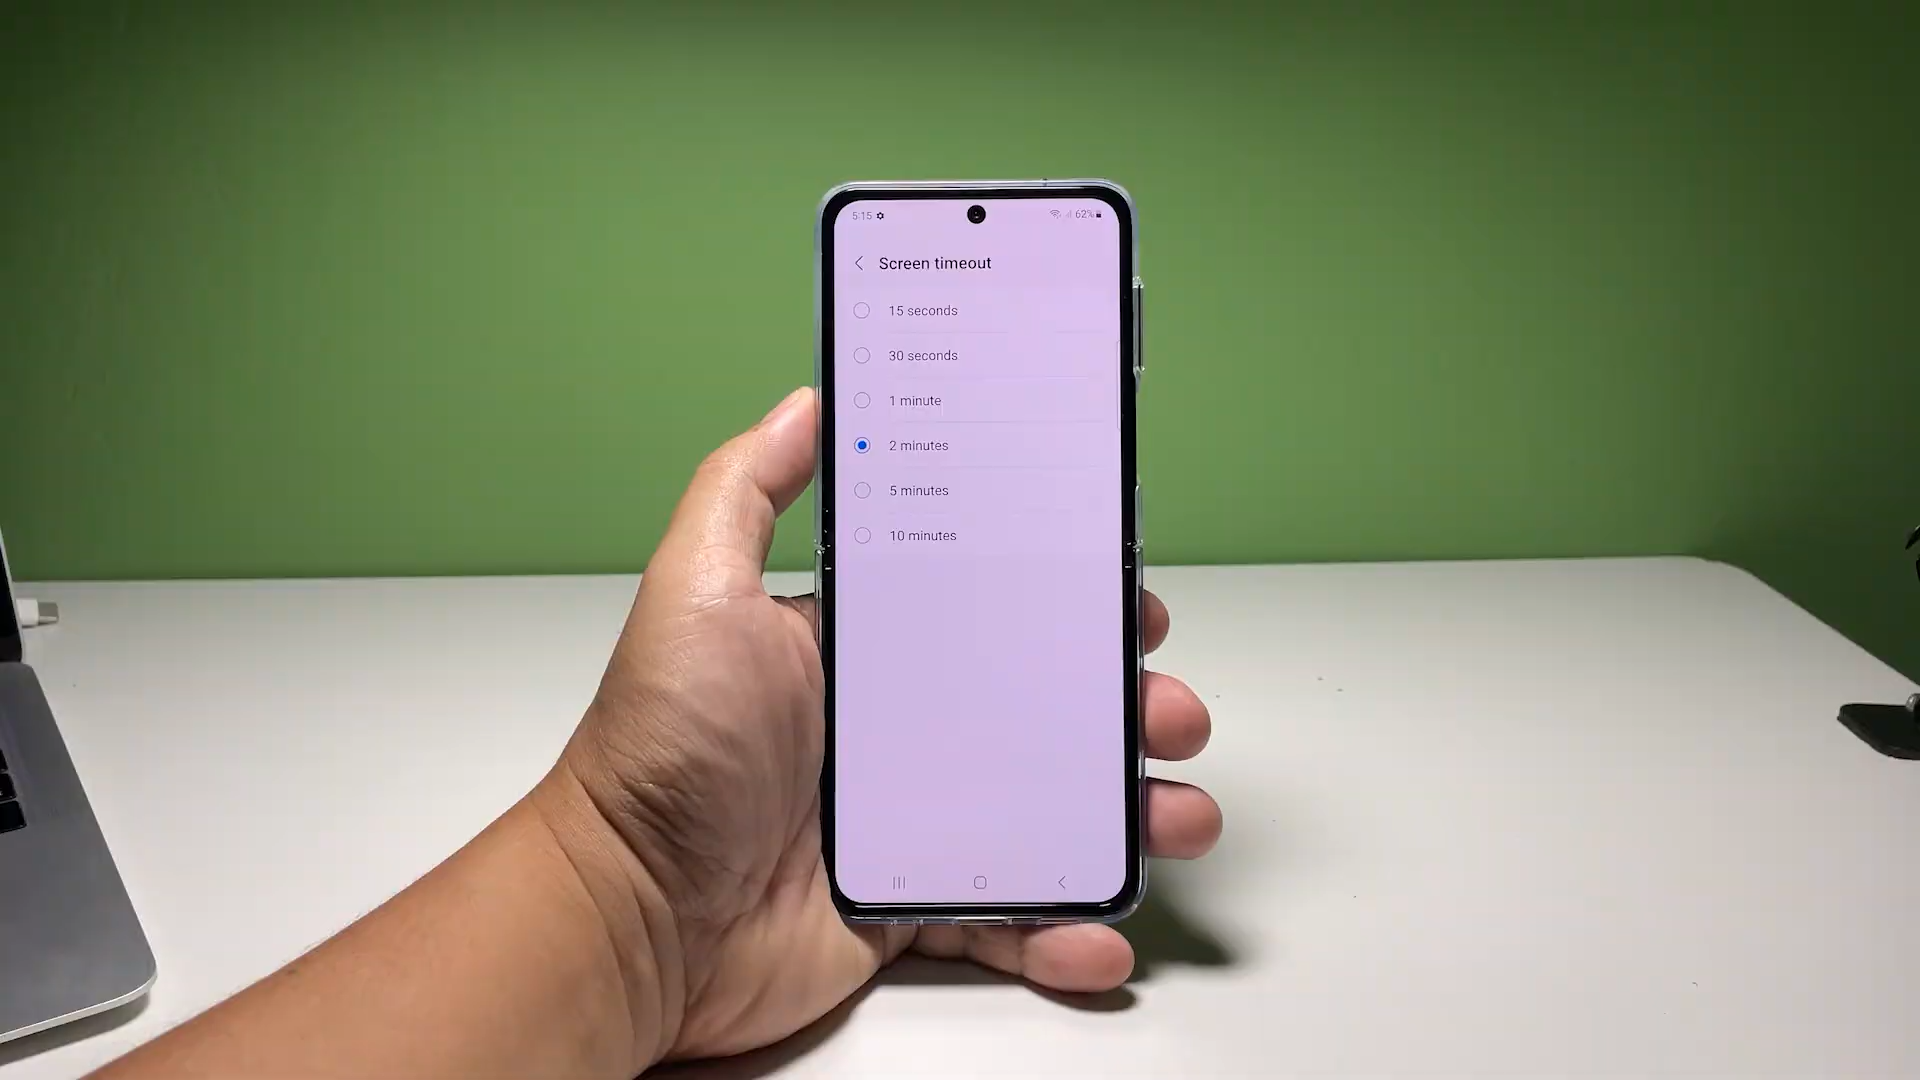 5:15 62%
Screen timeout
15 seconds
30 seconds
1 minute
2 minutes
5 minutes
10 minutes